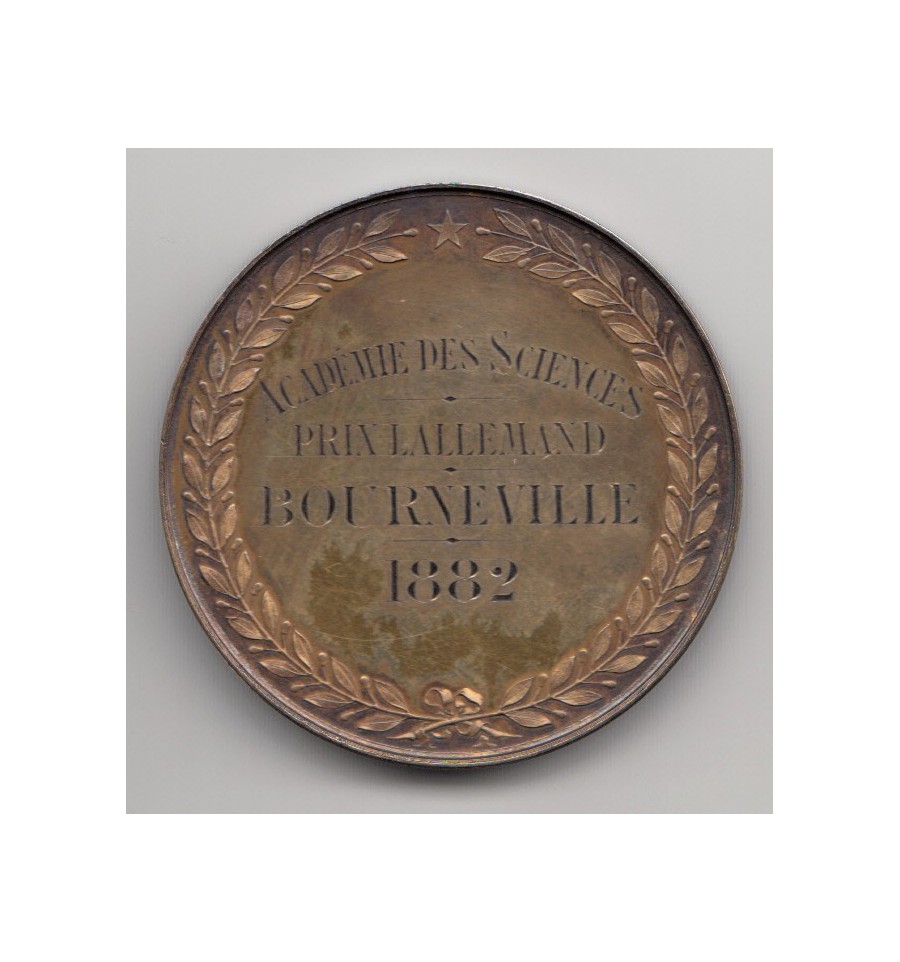 ACADÉMIE DES SCIENCES
PRIX LALLEMAND
BOURNEVILLE
1882